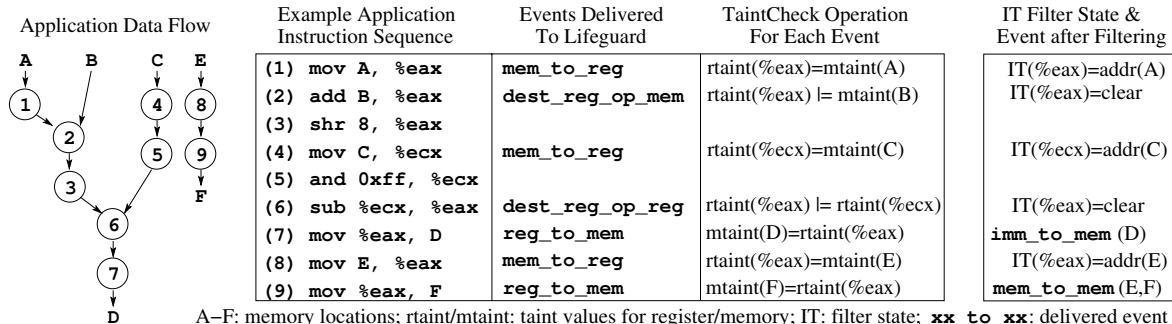 Application Data Flow
A B C E
1 4 8
2
5 9
3
F
6
7
D
Example Application Instruction Sequence
Events Delivered To Lifeguard
TaintCheck Operation For Each Event
IT Filter State & Event after Filtering
(1) mov A, %eax mem_to_reg rtaint(%eax)=mtaint(A) IT(%eax)=addr(A)
(2) add B, %eax dest_reg_op_mem rtaint(%eax) |= mtaint(B) IT(%eax)=clear
(3) shr 8, %eax
(4) mov C, %ecx mem_to_reg rtaint(%ecx)=mtaint(C) IT(%ecx)=addr(C)
(5) and 0xff, %ecx
(6) sub %ecx, %eax dest_reg_op_reg rtaint(%eax) |= rtaint(%ecx) IT(%eax)=clear
(7) mov %eax, D reg_to_mem mtaint(D)=rtaint(%eax) imm_to_mem (D)
(8) mov E, %eax mem_to_reg rtaint(%eax)=mtaint(E) IT(%eax)=addr(E)
(9) mov %eax, F reg_to_mem mtaint(F)=rtaint(%eax) mem_to_mem (E,F)
A−F: memory locations; rtaint/mtaint: taint values for register/memory; IT: filter state; xx to xx: delivered event